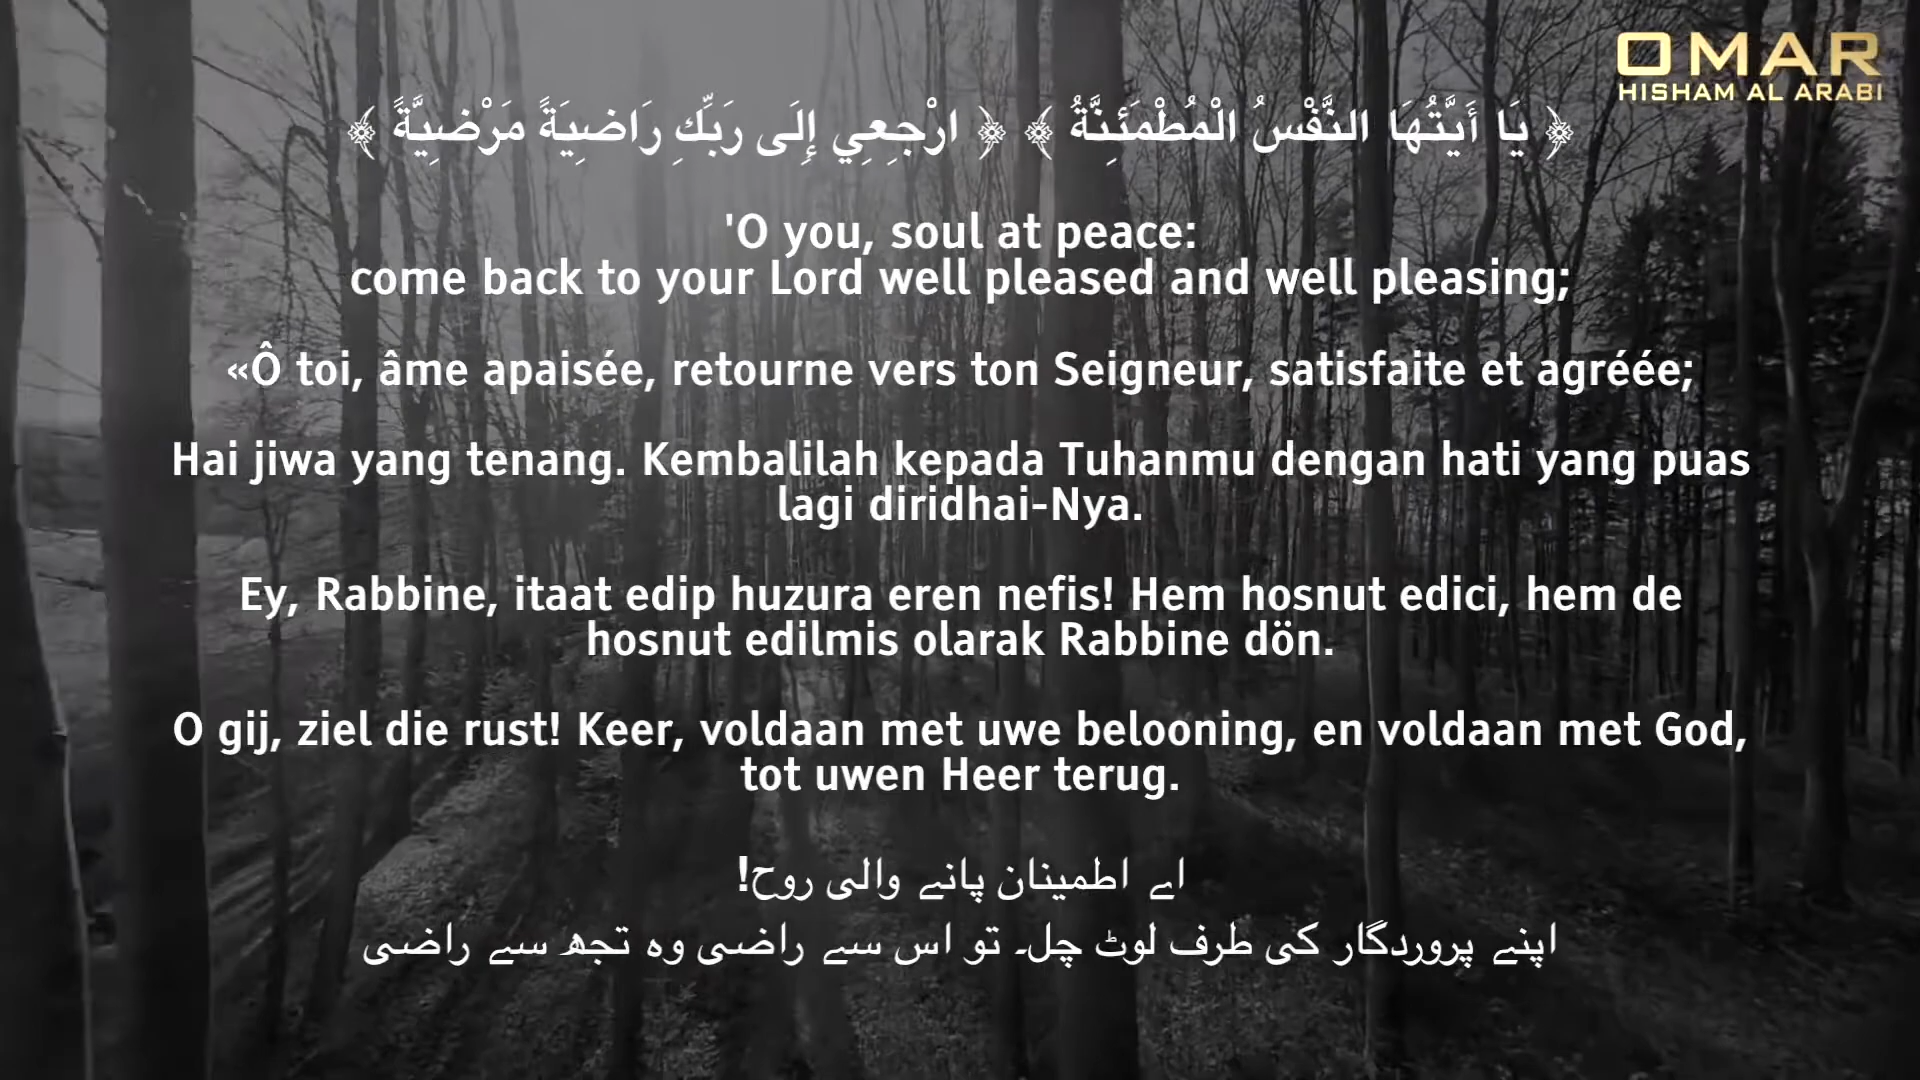 OMAR
HISHAM AL ARABI
﴿ يَا أَيَّتُهَا النَّفْسُ الْمُطْمَئِنَّةُ ﴾ ﴿ ارْجِعِي إِلَى رَبِّكِ رَاضِيَةً مَرْضِيَّةً ﴾
'O you, soul at peace:
come back to your Lord well pleased and well pleasing;
«Ô toi, âme apaisée, retourne vers ton Seigneur, satisfaite et agréée;
Hai jiwa yang tenang. Kembalilah kepada Tuhanmu dengan hati yang puas
lagi diridhai-Nya.
Ey, Rabbine, itaat edip huzura eren nefis! Hem hosnut edici, hem de
hosnut edilmis olarak Rabbine dön.
O gij, ziel die rust! Keer, voldaan met uwe belooning, en voldaan met God,
tot uwen Heer terug.
اے اطمینان پانے والی روح!
اپنے پروردگار کی طرف لوٹ چل۔ تو اس سے راضی وہ تجھ سے راضی